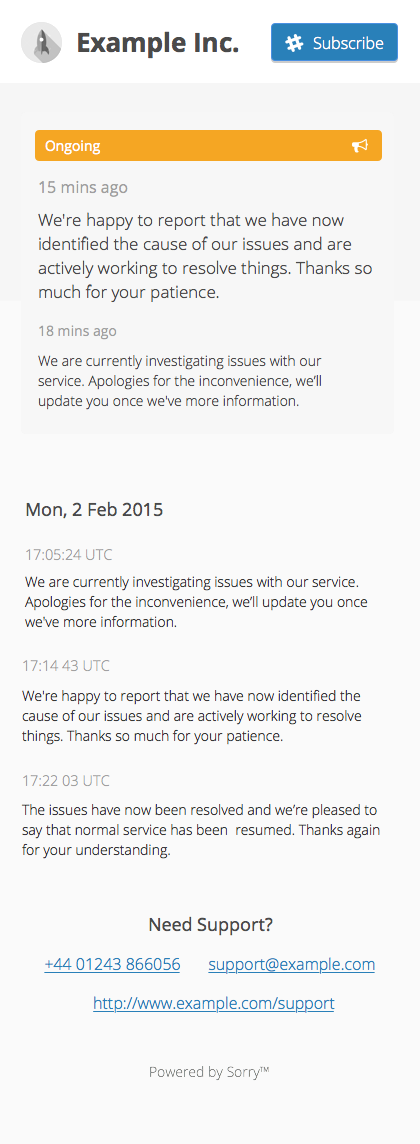 Example Inc.
Subscribe
Ongoing
15 mins ago
We're happy to report that we have now
identified the cause of our issues and are
actively working to resolve things. Thanks so
much for your patience.
18 mins ago
We are currently investigating issues with our
service. Apologies for the inconvenience, we’ll
update you once we've more information.
Mon, 2 Feb 2015
17:05:24 UTC
We are currently investigating issues with our service.
Apologies for the inconvenience, we’ll update you once
we've more information.
17:14 43 UTC
We're happy to report that we have now identified the
cause of our issues and are actively working to resolve
things. Thanks so much for your patience.
17:22 03 UTC
The issues have now been resolved and we’re pleased to
say that normal service has been  resumed. Thanks again
for your understanding.
Need Support?
+44 01243 866056 support@example.com
http://www.example.com/support
Powered by Sorry™